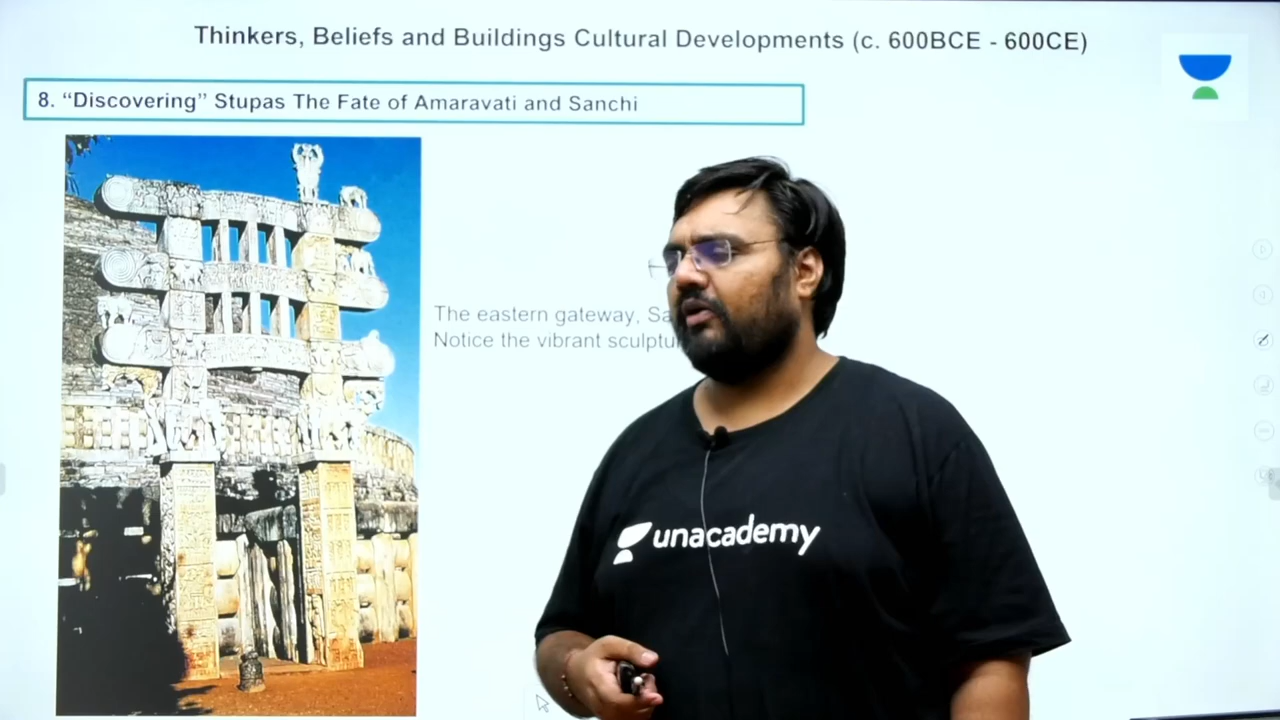 Thinkers, Beliefs and Buildings Cultural Developments (c. 600BCE - 600CE)
8. “Discovering” Stupas The Fate of Amaravati and Sanchi
The eastern gateway,
Notice the vibrant
unacademy